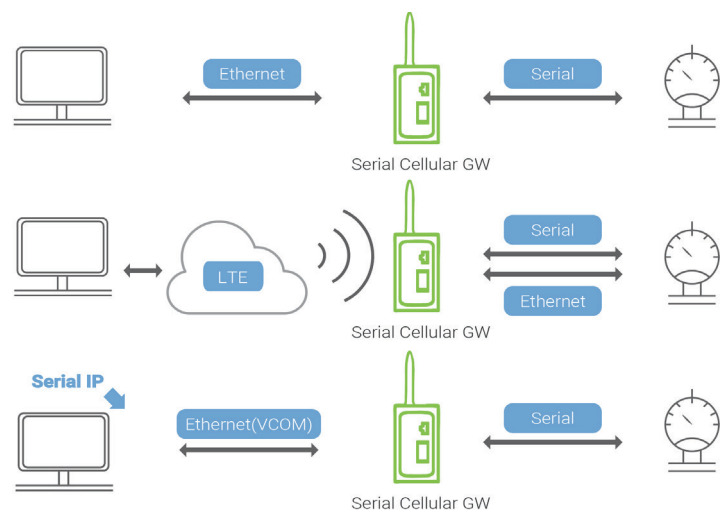 Ethernet
Serial
Serial Cellular GW
Serial
LTE
Ethernet
Serial Cellular GW
Serial IP
Ethernet(VCOM)
Serial
Serial Cellular GW